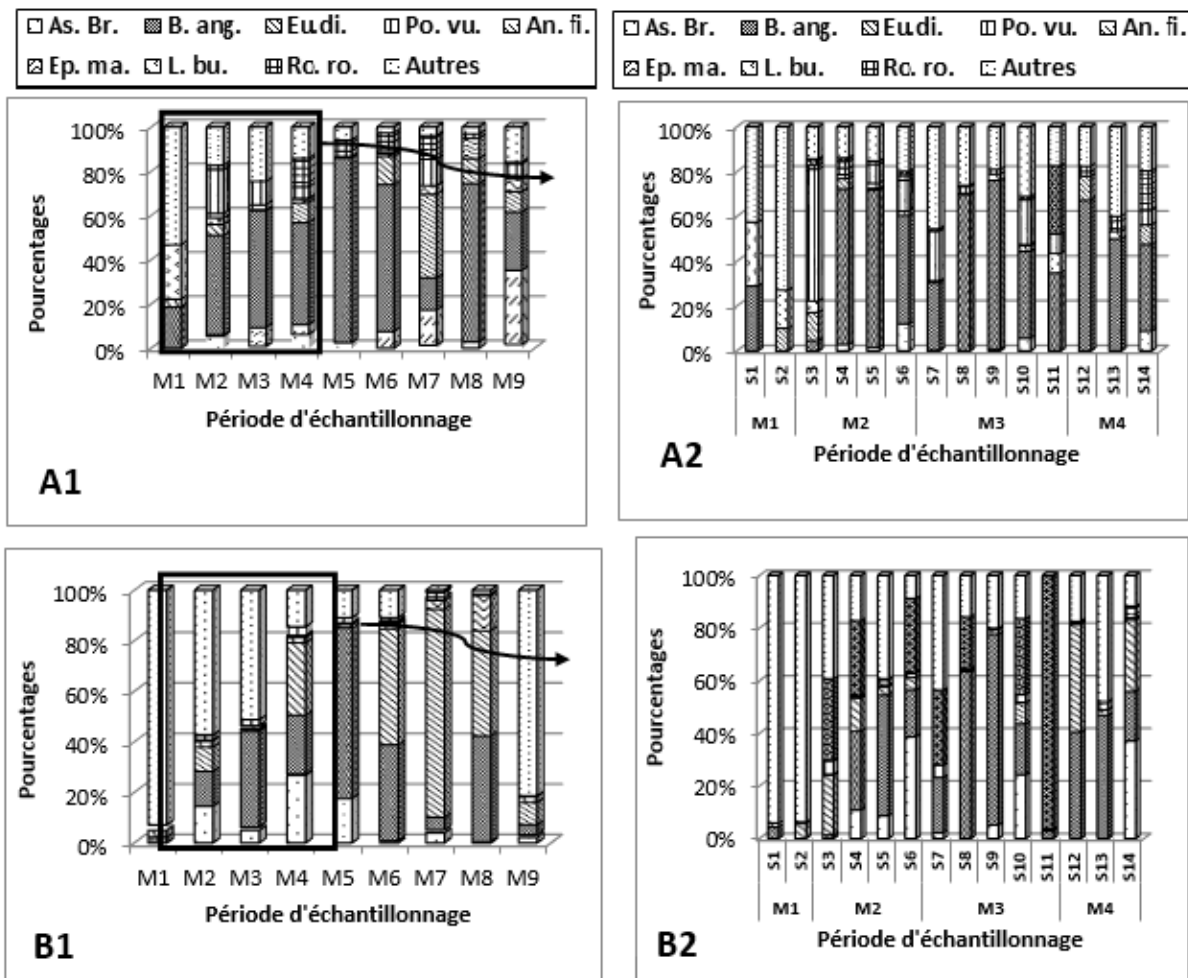 As. Br. B. ang. Eu.di. Po. vu. An. fi.
Ep. ma. L. bu. Ro. ro. Autres
100%
80%
60%
40%
20%
0%
Pourcentages
M1 M2 M3 M4 M5 M6 M7 M8 M9
Période d'échantillonnage
A1
As. Br. B. ang. Eu.di. Po. vu. An. fi.
Ep. ma. L. bu. Ro. ro. Autres
100%
80%
60%
40%
20%
0%
Pourcentages
S1 S2 S3 S4 S5 S6 S7 S8 S9 S10 S11 S12 S13 S14
M1 M2 M3 M4
Période d'échantillonnage
A2
100%
80%
60%
40%
20%
0%
Pourcentages
M1 M2 M3 M4 M5 M6 M7 M8 M9
Période d'échantillonnage
B1
100%
80%
60%
40%
20%
0%
Pourcentages
S1 S2 S3 S4 S5 S6 S7 S8 S9 S10 S11 S12 S13 S14
M1 M2 M3 M4
Période d'échantillonnage
B2